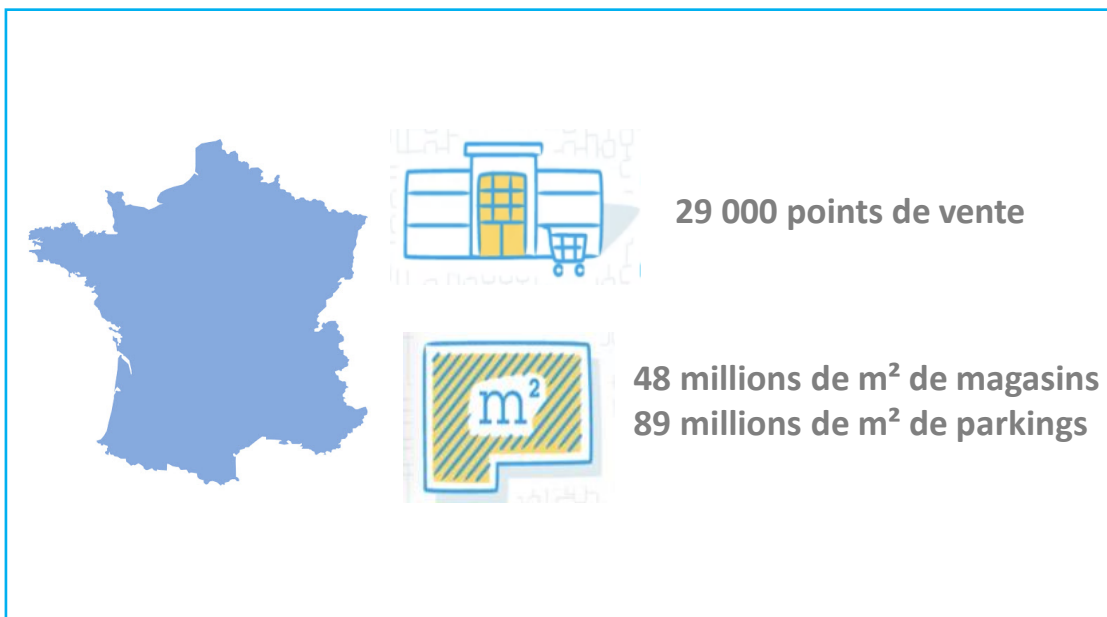 29 000 points de vente
m²
48 millions de m² de magasins
89 millions de m² de parkings